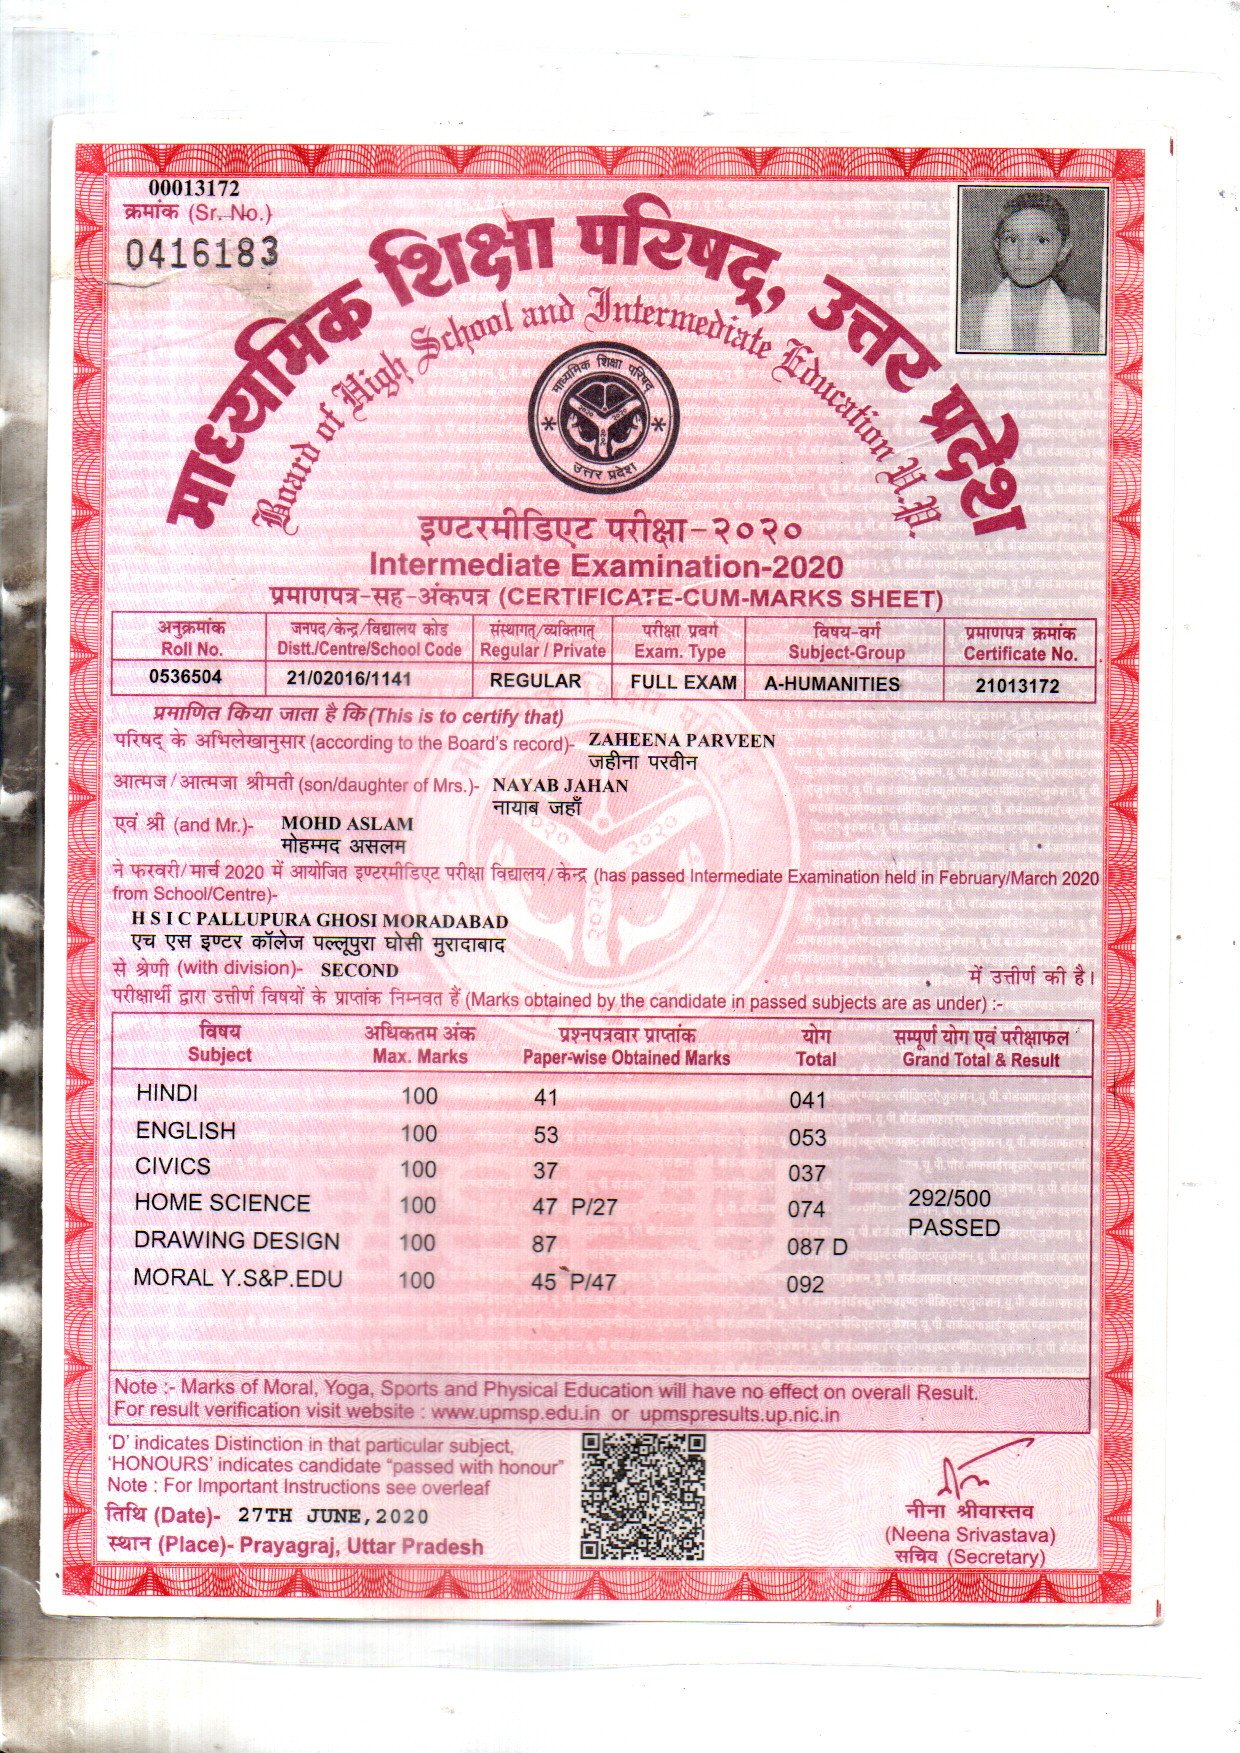 00013172
क्रमांक (Sr. No.)
0416183
माध्यमिक शिक्षा परिषद्, उत्तर प्रदेश
Board of High School and Intermediate Education U.P.
माध्यमिक शिक्षा परिषद्
उत्तर प्रदेश
इण्टरमीडिएट परीक्षा-२०२०
Intermediate Examination-2020
प्रमाणपत्र-सह-अंकपत्र (CERTIFICATE-CUM-MARKS SHEET)
अनुक्रमांक जनपद/केन्द्र/विद्यालय कोड संस्थागत्/व्यक्तिगत् परीक्षा प्रवर्ग विषय-वर्ग प्रमाणपत्र क्रमांक
Roll No. Distt./Centre/School Code Regular / Private Exam. Type Subject-Group Certificate No.
0536504 21/02016/1141 REGULAR FULL EXAM A-HUMANITIES 21013172
प्रमाणित किया जाता है कि (This is to certify that)
परिषद् के अभिलेखानुसार (according to the Board's record)- ZAHEENA PARVEEN
जहीना परवीन
आत्मज/आत्मजा श्रीमती (son/daughter of Mrs.)- NAYAB JAHAN
नायाब जहाँ
एवं श्री (and Mr.)- MOHD ASLAM
मोहम्मद असलम
ने फरवरी/मार्च 2020 में आयोजित इण्टरमीडिएट परीक्षा विद्यालय/केन्द्र (has passed Intermediate Examination held in February/March 2020
from School/Centre)-
H S I C PALLUPURA GHOSI MORADABAD
एच एस इण्टर कॉलेज पल्लूपुरा घोसी मुरादाबाद
से श्रेणी (with division)- SECOND में उत्तीर्ण की है।
परीक्षार्थी द्वारा उत्तीर्ण विषयों के प्राप्तांक निम्नवत हैं (Marks obtained by the candidate in passed subjects are as under) :-
विषय अधिकतम अंक प्रश्नपत्रवार प्राप्तांक योग सम्पूर्ण योग एवं परीक्षाफल
Subject Max. Marks Paper-wise Obtained Marks Total Grand Total & Result
HINDI 100 41 041
ENGLISH 100 53 053
CIVICS 100 37 037
HOME SCIENCE 100 47 P/27 074 292/500
PASSED
DRAWING DESIGN 100 87 087 D
MORAL Y.S&P.EDU 100 45 P/47 092
Note :- Marks of Moral, Yoga, Sports and Physical Education will have no effect on overall Result.
For result verification visit website : www.upmsp.edu.in or upmspresults.up.nic.in
'D' indicates Distinction in that particular subject,
'HONOURS' indicates candidate "passed with honour"
Note : For Important Instructions see overleaf
तिथि (Date)- 27TH JUNE,2020
स्थान (Place)- Prayagraj, Uttar Pradesh
नीना श्रीवास्तव
(Neena Srivastava)
सचिव (Secretary)